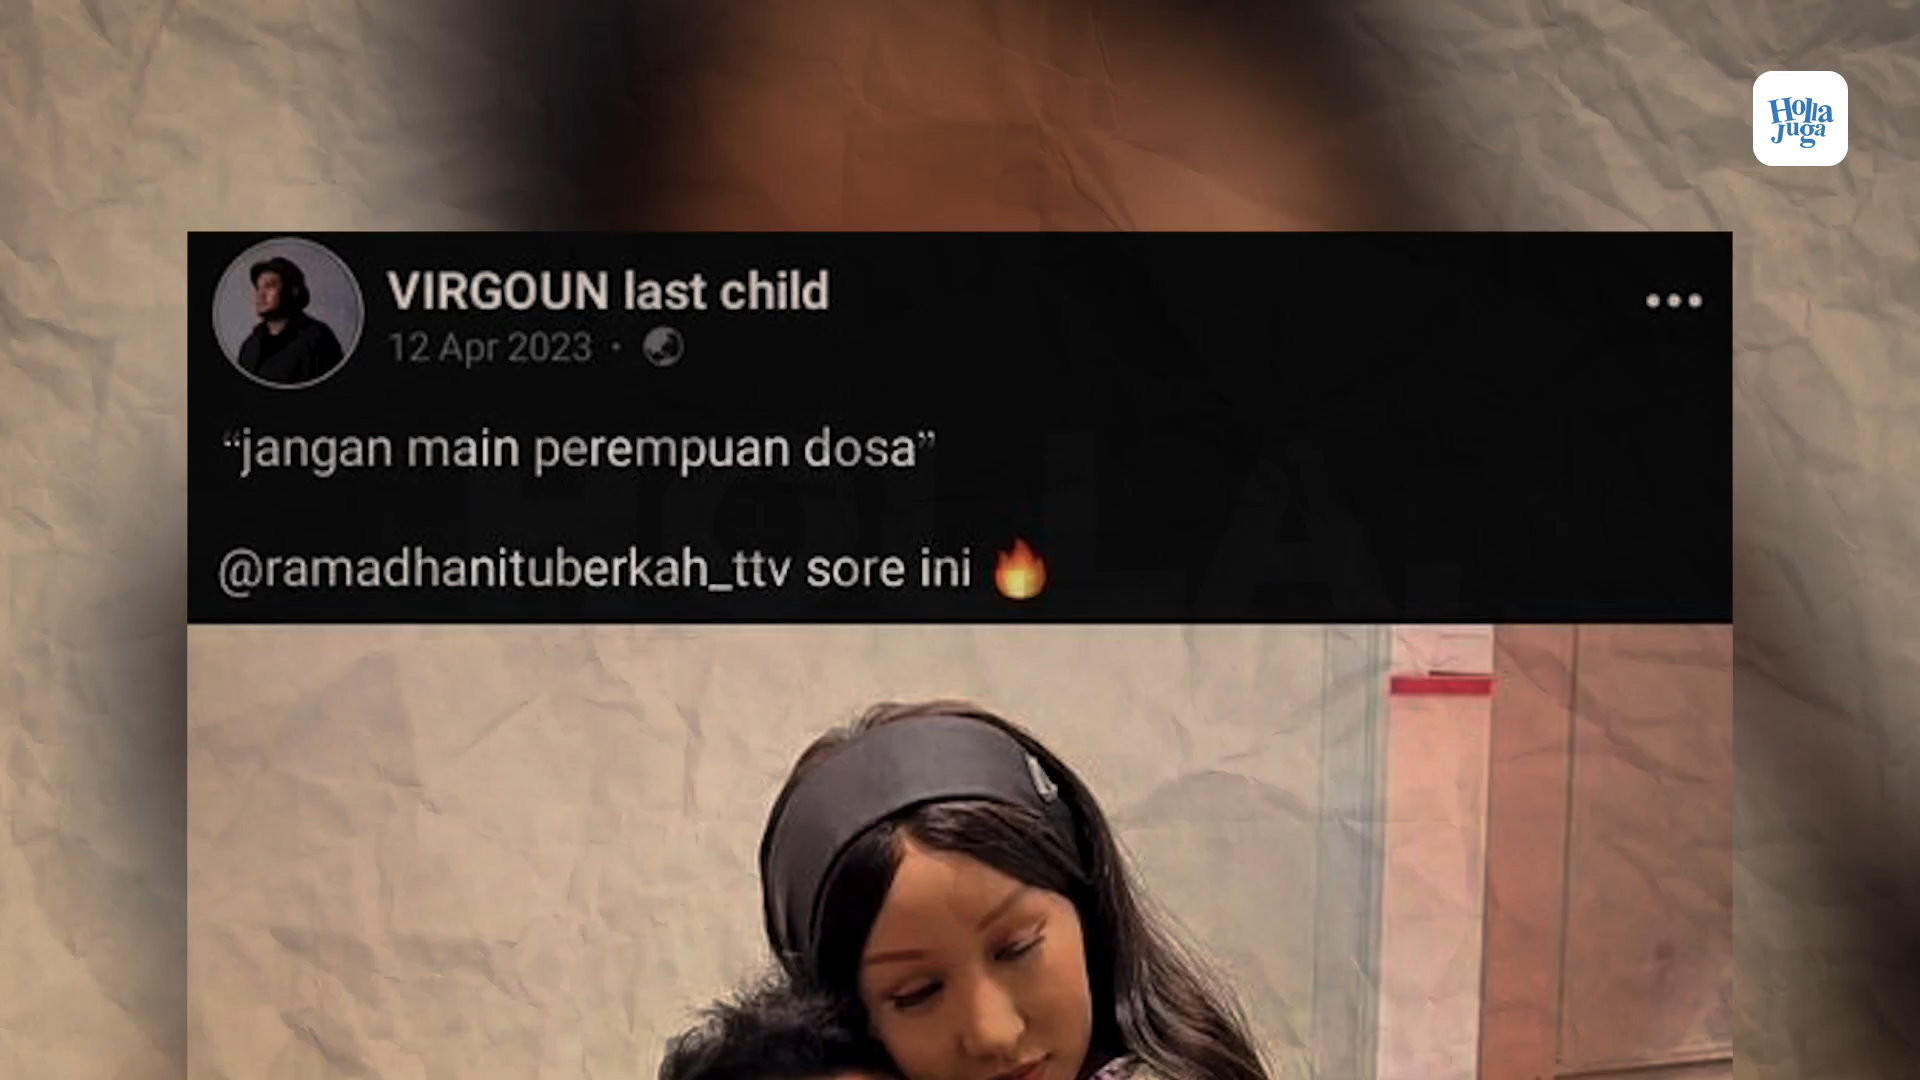 Holla
Juga
VIRGOUN last child
12 Apr 2023 ·
“jangan main perempuan dosa”
@ramadhanituberkah_ttv sore ini 🔥